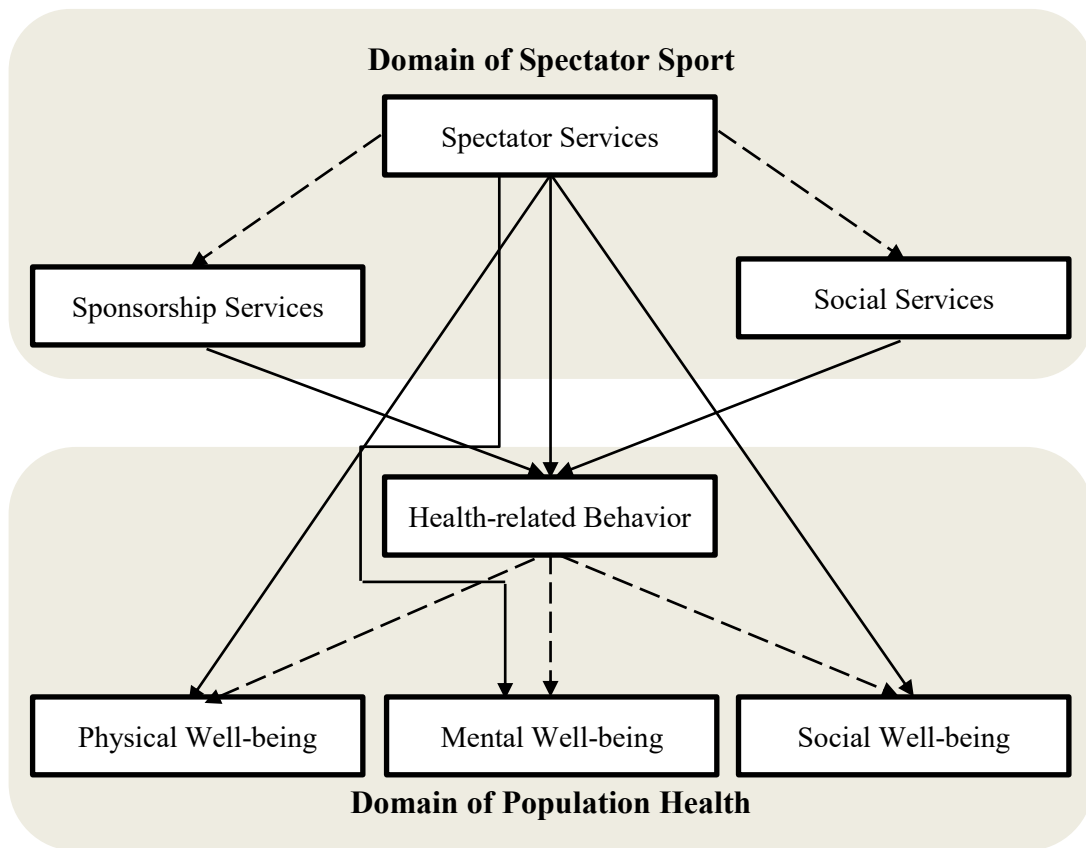 Domain of Spectator Sport
Spectator Services
Sponsorship Services
Social Services
Health-related Behavior
Physical Well-being
Mental Well-being
Social Well-being
Domain of Population Health